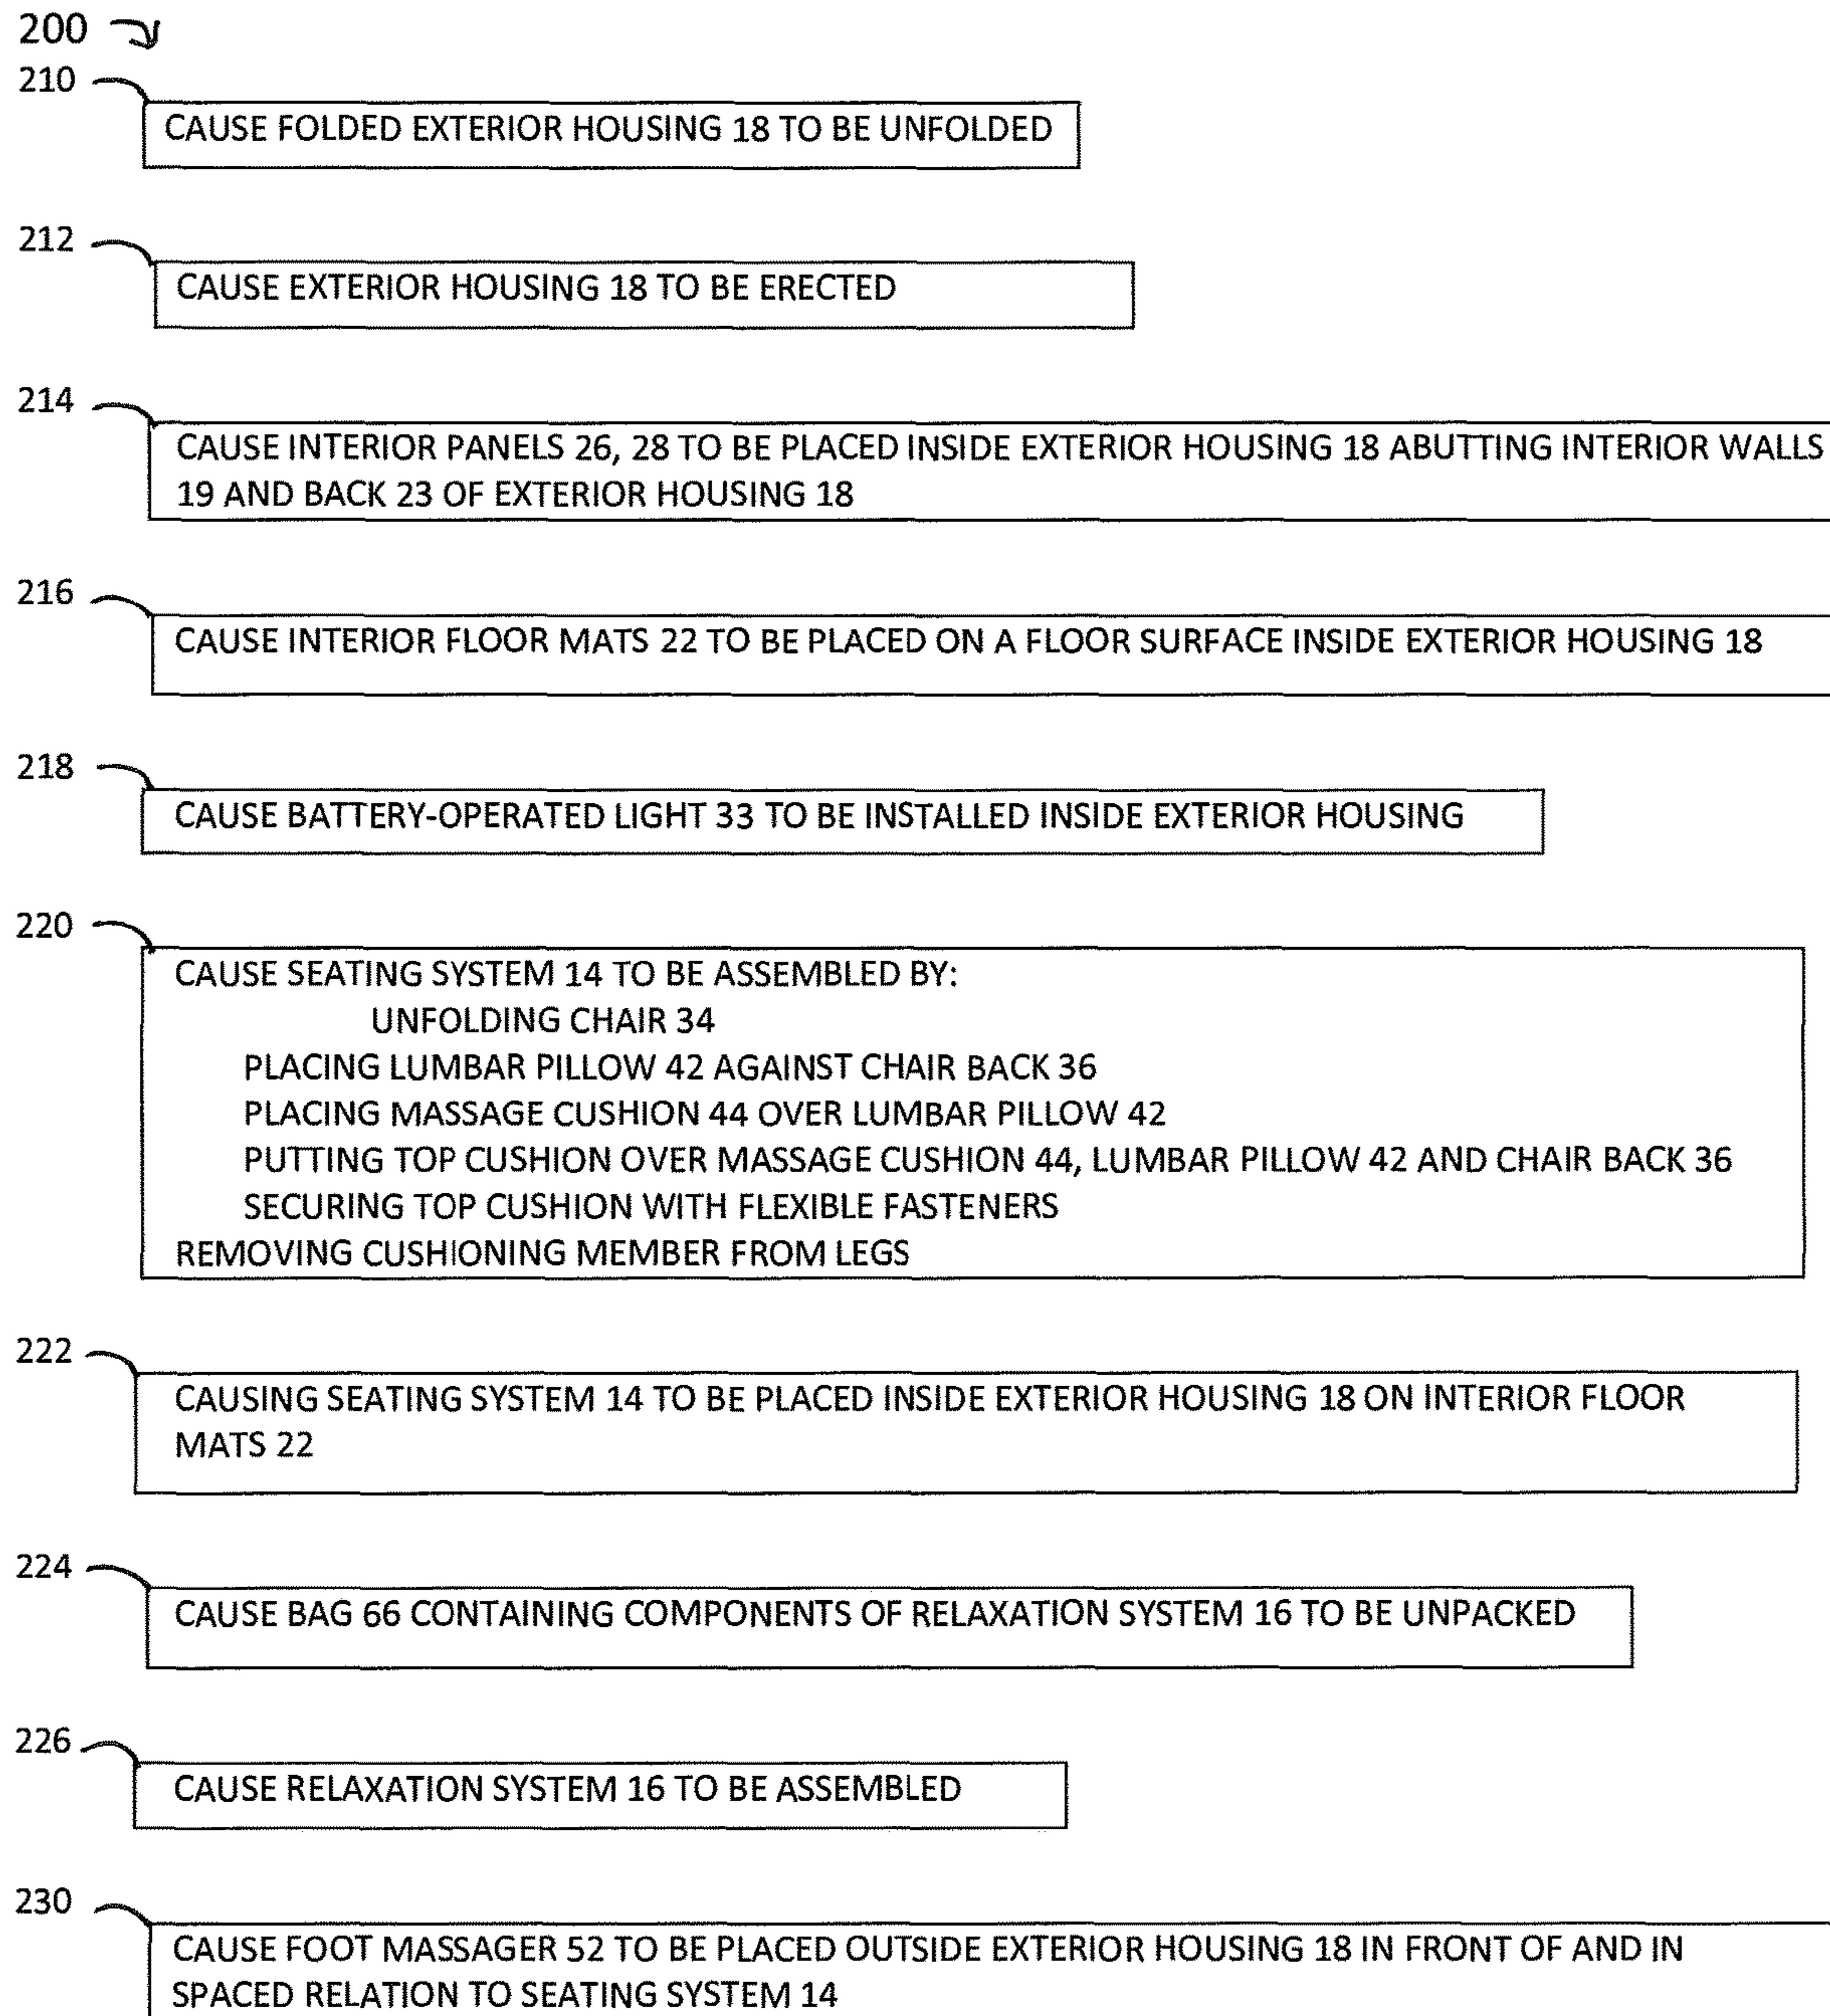 200
210
CAUSE FOLDED EXTERIOR HOUSING 18 TO BE UNFOLDED
212
CAUSE EXTERIOR HOUSING 18 TO BE ERECTED
214
CAUSE INTERIOR PANELS 26, 28 TO BE PLACED INSIDE EXTERIOR HOUSING 18 ABUTTING INTERIOR WALLS
19 AND BACK 23 OF EXTERIOR HOUSING 18
216
CAUSE INTERIOR FLOOR MATS 22 TO BE PLACED ON A FLOOR SURFACE INSIDE EXTERIOR HOUSING 18
218
CAUSE BATTERY-OPERATED LIGHT 33 TO BE INSTALLED INSIDE EXTERIOR HOUSING
220
CAUSE SEATING SYSTEM 14 TO BE ASSEMBLED BY:
UNFOLDING CHAIR 34
PLACING LUMBAR PILLOW 42 AGAINST CHAIR BACK 36
PLACING MASSAGE CUSHION 44 OVER LUMBAR PILLOW 42
PUTTING TOP CUSHION OVER MASSAGE CUSHION 44, LUMBAR PILLOW 42 AND CHAIR BACK 36
SECURING TOP CUSHION WITH FLEXIBLE FASTENERS
REMOVING CUSHIONING MEMBER FROM LEGS
222
CAUSING SEATING SYSTEM 14 TO BE PLACED INSIDE EXTERIOR HOUSING 18 ON INTERIOR FLOOR
MATS 22
224
CAUSE BAG 66 CONTAINING COMPONENTS OF RELAXATION SYSTEM 16 TO BE UNPACKED
226
CAUSE RELAXATION SYSTEM 16 TO BE ASSEMBLED
230
CAUSE FOOT MASSAGER 52 TO BE PLACED OUTSIDE EXTERIOR HOUSING 18 IN FRONT OF AND IN
SPACED RELATION TO SEATING SYSTEM 14